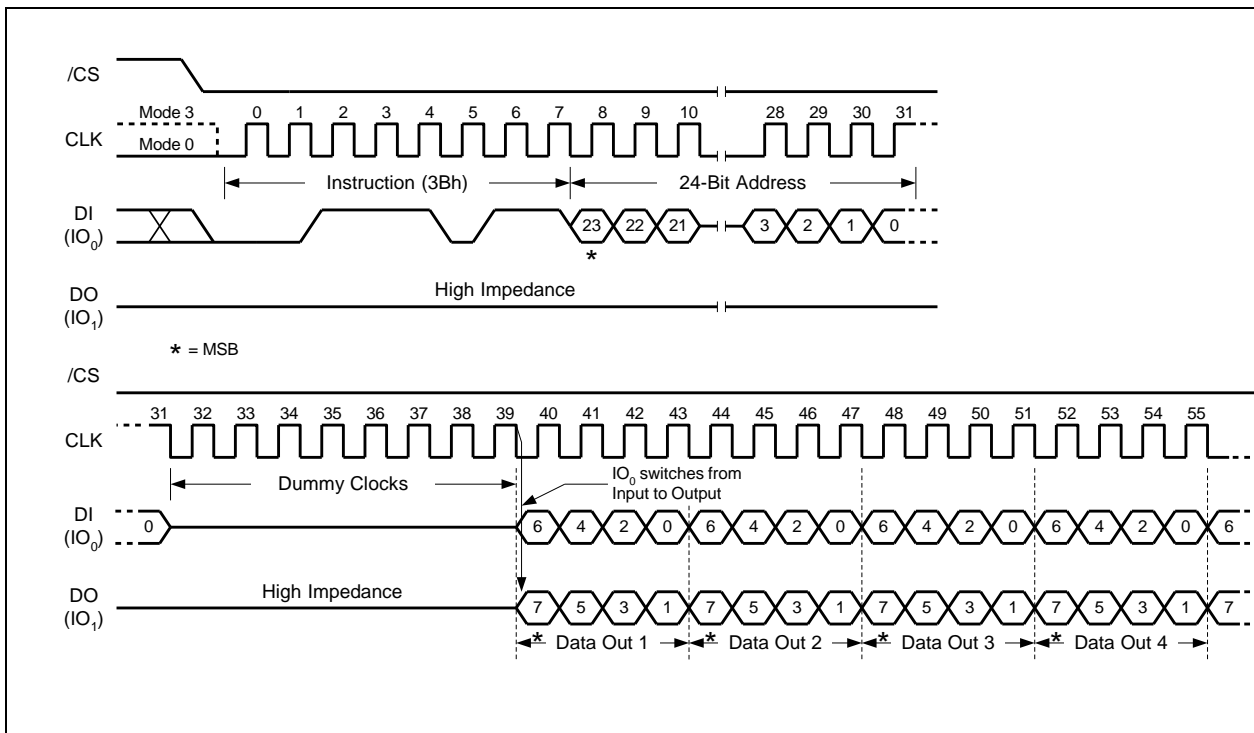 /CS
Mode 3 0 1 2 3 4 5 6 7 8 9 10 28 29 30 31
CLK
Mode 0
Instruction (3Bh) 24-Bit Address
DI
(IO₀)
23 22 21 3 2 1 0
*
High Impedance
DO
(IO₁)
* = MSB
/CS
31 32 33 34 35 36 37 38 39 40 41 42 43 44 45 46 47 48 49 50 51 52 53 54 55
CLK
Dummy Clocks
IO₀ switches from
Input to Output
DI
(IO₀)
0 6 4 2 0 6 4 2 0 6 4 2 0 6 4 2 0 6
High Impedance
DO
(IO₁)
7 5 3 1 7 5 3 1 7 5 3 1 7 5 3 1 7
* Data Out 1 * Data Out 2 * Data Out 3 * Data Out 4